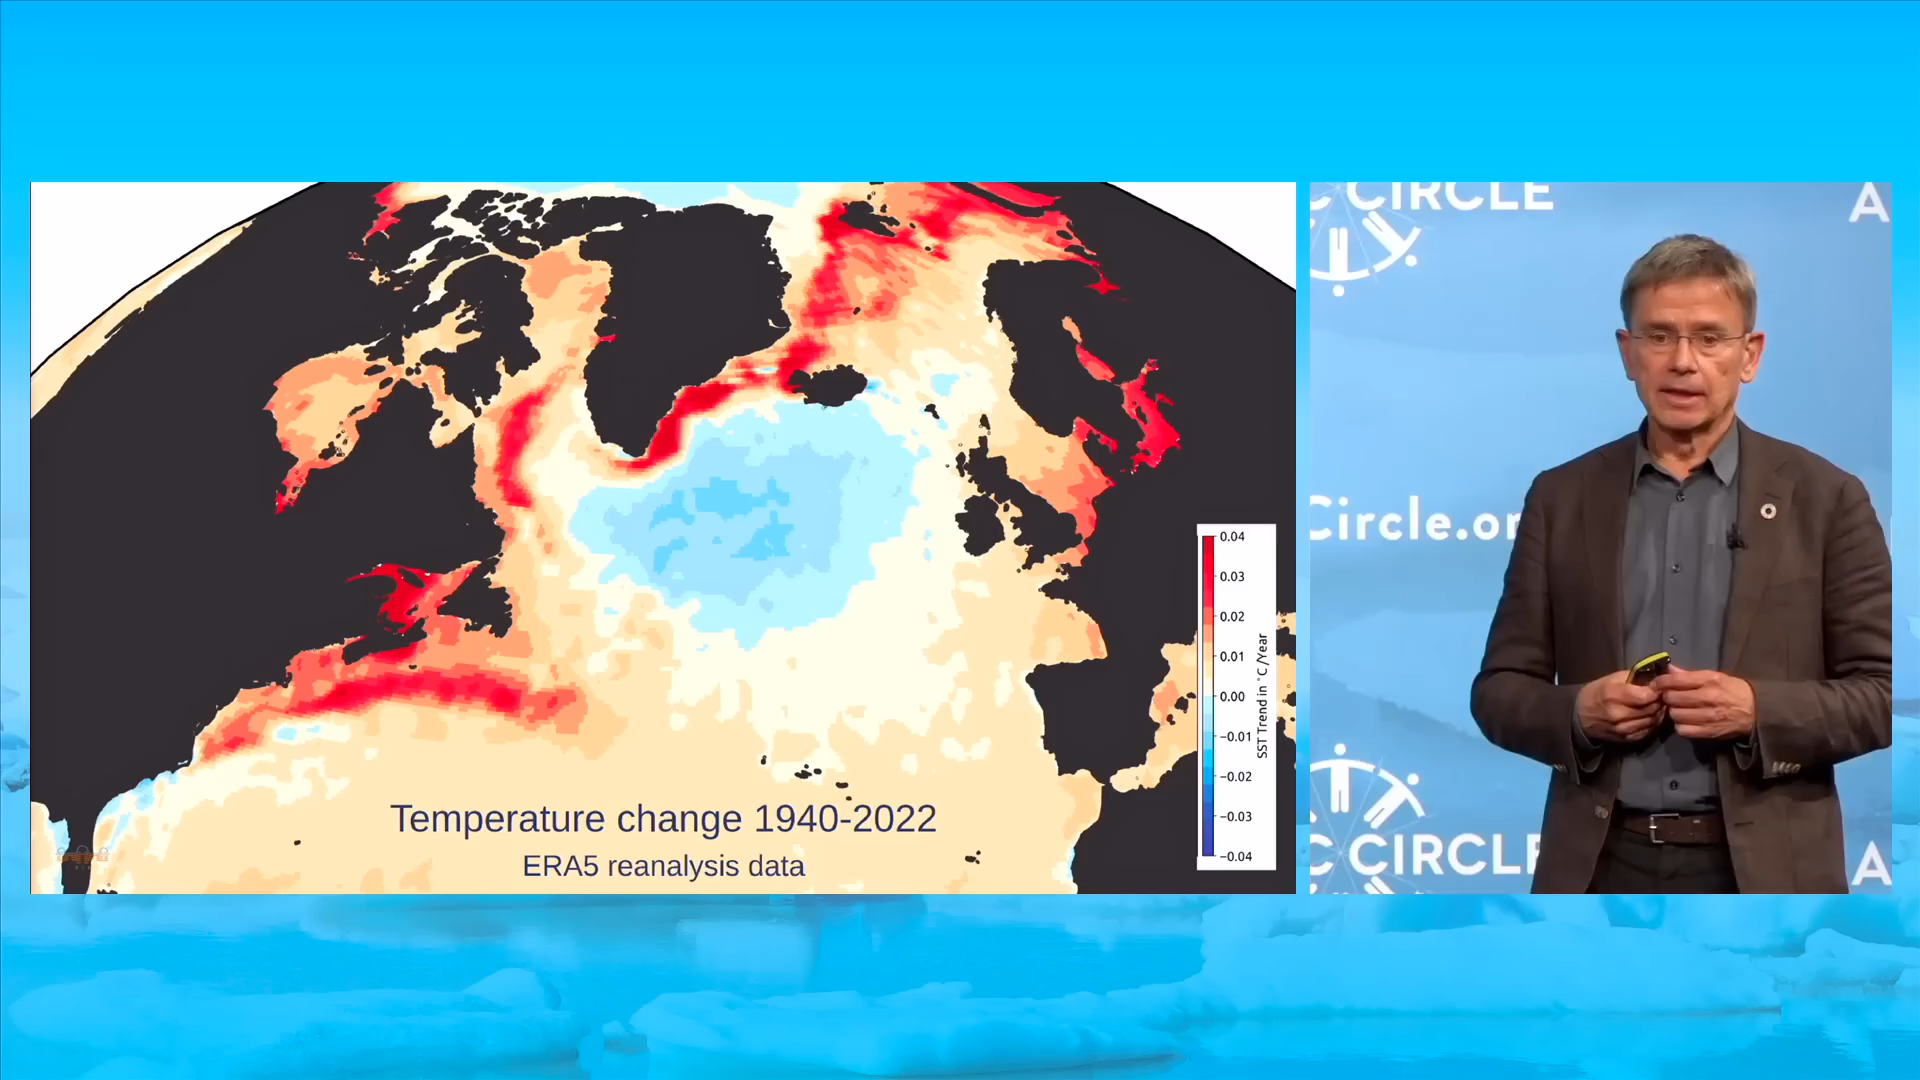 Temperature change 1940-2022
ERA5 reanalysis data
0.04
0.03
0.02
0.01
0.00
−0.01
−0.02
−0.03
−0.04
SST Trend in °C /Year
C CIRCLE
A
Circle.or
C CIRCLE
A